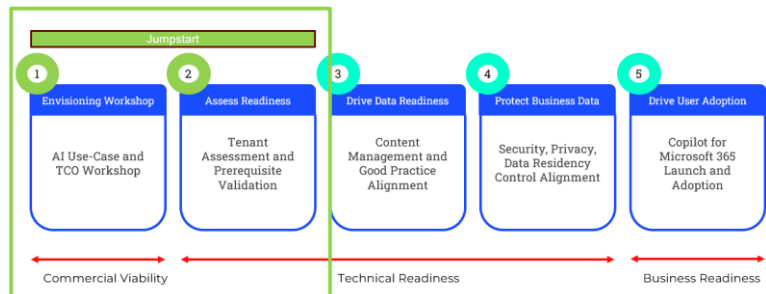 Jumpstart
1
2
3
4
5
Envisioning Workshop
Assess Readiness
Drive Data Readiness
Protect Business Data
Drive User Adoption
AI Use-Case and
TCO Workshop
Tenant
Assessment and
Prerequisite
Validation
Content
Management and
Good Practice
Alignment
Security, Privacy,
Data Residency
Control Alignment
Copilot for
Microsoft 365
Launch and
Adoption
Commercial Viability
Technical Readiness
Business Readiness